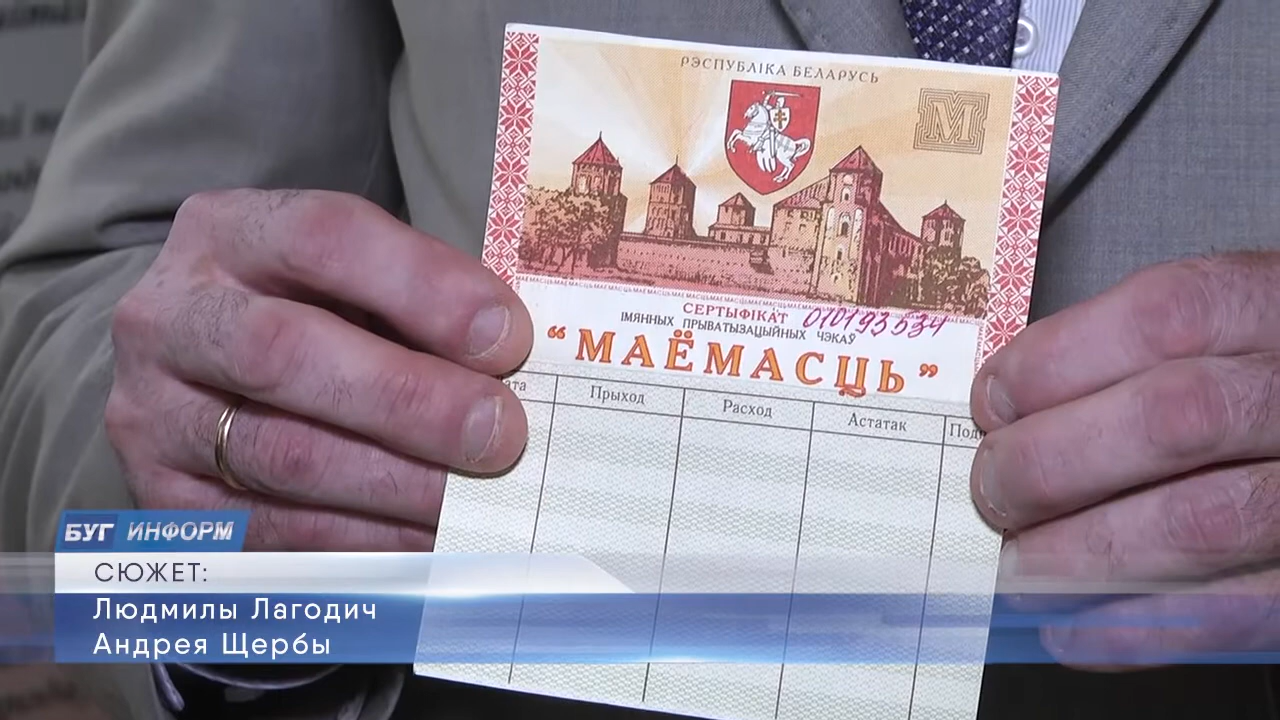 РЭСПУБЛІКА БЕЛАРУСЬ
М
СЕРТЫФІКАТ 010193534
ІМЯННЫХ ПРЫВАТЫЗАЦЫЙНЫХ ЧЭКАЎ
“МАЁМАСЦЬ”
Прыход Расход Астатак
БУГ ИНФОРМ
СЮЖЕТ:
Людмилы Лагодич
Андрея Щербы